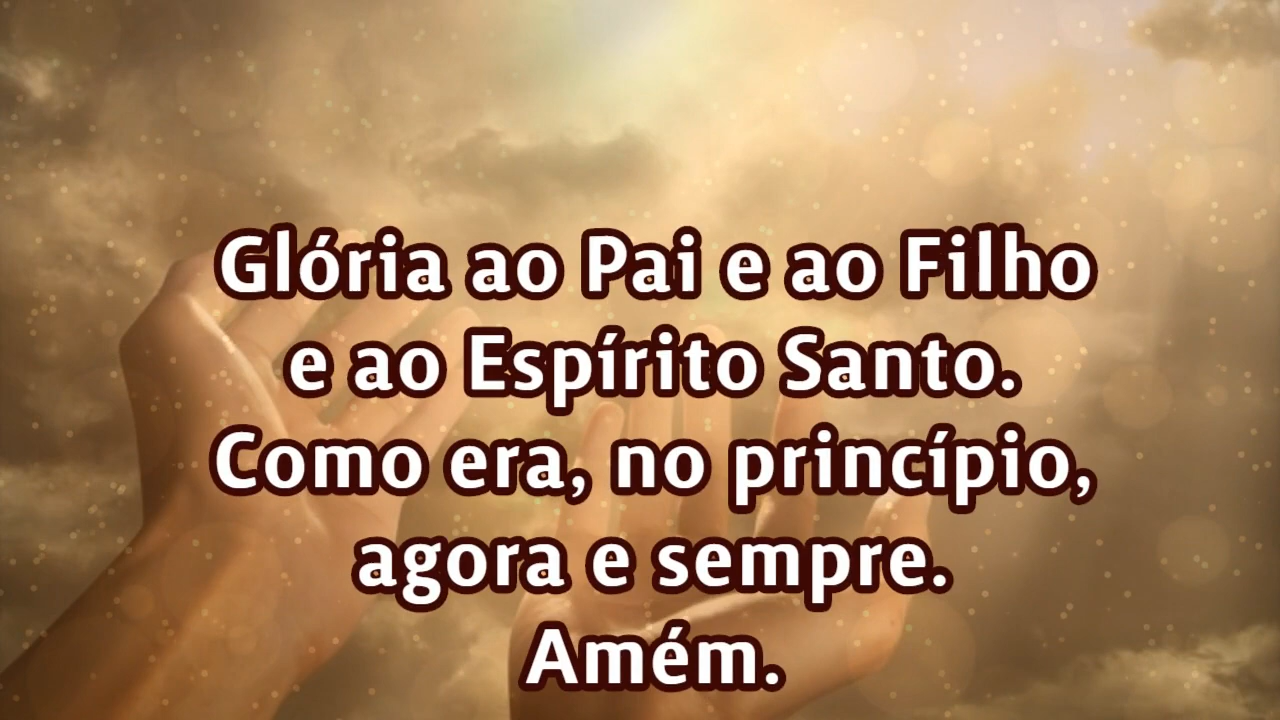 Glória ao Pai e ao Filho
e ao Espírito Santo.
Como era, no princípio,
agora e sempre.
Amém.